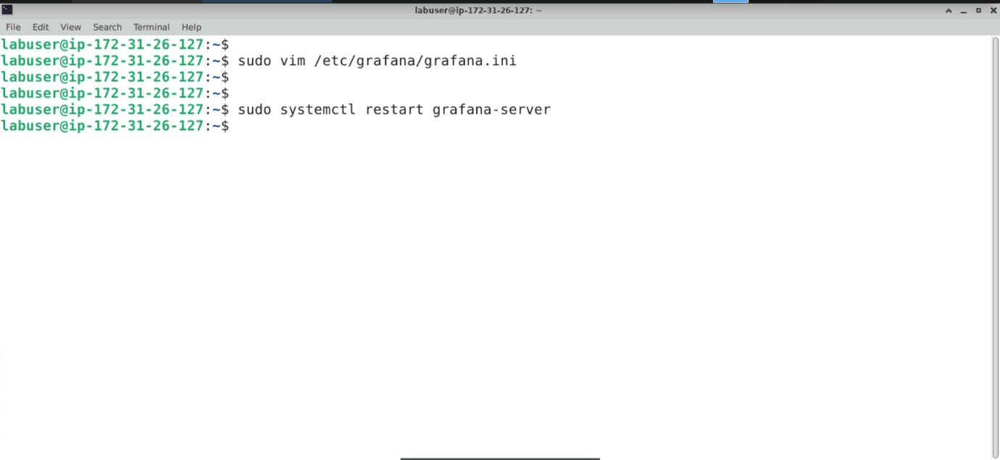 labuser@ip-172-31-26-127: ~
File Edit View Search Terminal Help
labuser@ip-172-31-26-127:~$
labuser@ip-172-31-26-127:~$ sudo vim /etc/grafana/grafana.ini
labuser@ip-172-31-26-127:~$
labuser@ip-172-31-26-127:~$
labuser@ip-172-31-26-127:~$ sudo systemctl restart grafana-server
labuser@ip-172-31-26-127:~$